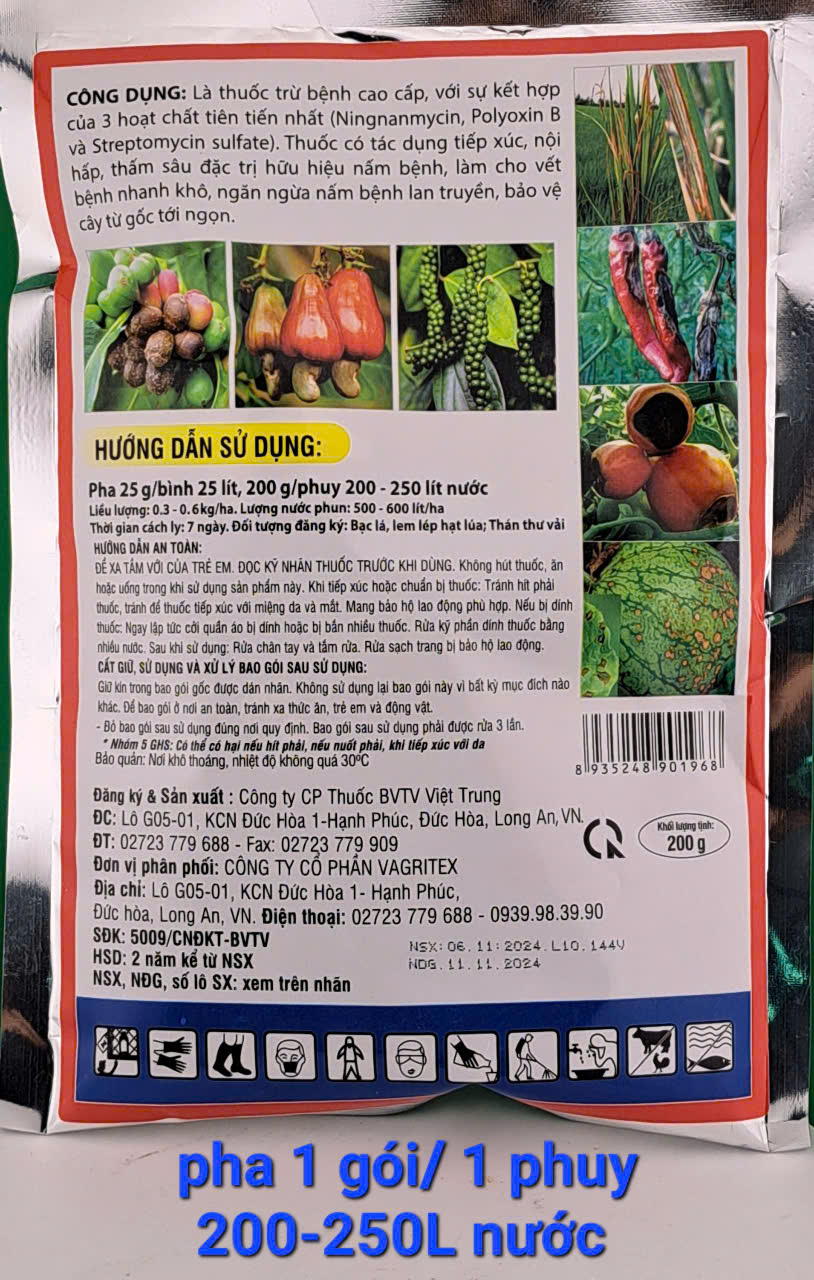 CÔNG DỤNG: Là thuốc trừ bệnh cao cấp, với sự kết hợp
của 3 hoạt chất tiên tiến nhất (Ningnanmycin, Polyoxin B
và Streptomycin sulfate). Thuốc có tác dụng tiếp xúc, nội
hấp, thấm sâu đặc trị hữu hiệu nấm bệnh, làm cho vết
bệnh nhanh khô, ngăn ngừa nấm bệnh lan truyền, bảo vệ
cây từ gốc tới ngọn.
HƯỚNG DẪN SỬ DỤNG:
Pha 25 g/bình 25 lít, 200 g/phuy 200 - 250 lít nước
Liều lượng: 0.3 - 0.6kg/ha. Lượng nước phun: 500 - 600 lít/ha
Thời gian cách ly: 7 ngày. Đối tượng đăng ký: Bạc lá, lem lép hạt lúa; Thán thư vải
HƯỚNG DẪN AN TOÀN:
ĐỂ XA TẦM VỚI CỦA TRẺ EM. ĐỌC KỸ NHÃN THUỐC TRƯỚC KHI DÙNG. Không hút thuốc, ăn
hoặc uống trong khi sử dụng sản phẩm này. Khi tiếp xúc hoặc chuẩn bị thuốc: Tránh hít phải
thuốc, tránh để thuốc tiếp xúc với miệng da và mắt. Mang bảo hộ lao động phù hợp. Nếu bị dính
thuốc: Ngay lập tức cởi quần áo bị dính hoặc bị bắn nhiều thuốc. Rửa kỹ phần dính thuốc bằng
nhiều nước. Sau khi sử dụng: Rửa chân tay và tắm rửa. Rửa sạch trang bị bảo hộ lao động.
CẤT GIỮ, SỬ DỤNG VÀ XỬ LÝ BAO GÓI SAU SỬ DỤNG:
Giữ kín trong bao gói gốc được dán nhãn. Không sử dụng lại bao gói này vì bất kỳ mục đích nào
khác. Để bao gói ở nơi an toàn, tránh xa thức ăn, trẻ em và động vật.
- Bỏ bao gói sau sử dụng đúng nơi quy định. Bao gói sau sử dụng phải được rửa 3 lần.
* Nhóm 5 GHS: Có thể có hại nếu hít phải, nếu nuốt phải, khi tiếp xúc với da
Bảo quản: Nơi khô thoáng, nhiệt độ không quá 30ºC
8 935248 901968
Đăng ký & Sản xuất : Công ty CP Thuốc BVTV Việt Trung
ĐC: Lô G05-01, KCN Đức Hòa 1-Hạnh Phúc, Đức Hòa, Long An, VN.
ĐT: 02723 779 688 - Fax: 02723 779 909
Khối lượng tịnh:
200 g
Đơn vị phân phối: CÔNG TY CỔ PHẦN VAGRITEX
Địa chỉ: Lô G05-01, KCN Đức Hòa 1- Hạnh Phúc,
Đức hòa, Long An, VN. Điện thoại: 02723 779 688 - 0939.98.39.90
SĐK: 5009/CNĐKT-BVTV
HSD: 2 năm kể từ NSX
NSX, NĐG, số lô SX: xem trên nhãn
NSX: 06. 11: 2024. L10. 144V
NDG. 11. 11. 2024
pha 1 gói/ 1 phuy
200-250L nước